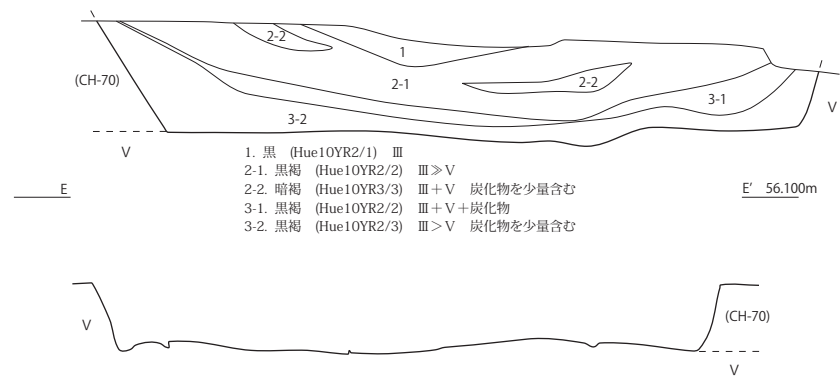 2-2
1
(CH-70)
2-1
2-2
3-1
3-2
V
V
1. 黒　(Hue10YR2/1)　Ⅲ
2-1. 黒褐　(Hue10YR2/2)　Ⅲ≫V
2-2. 暗褐　(Hue10YR3/3)　Ⅲ＋V　炭化物を少量含む
3-1. 黒褐　(Hue10YR2/2)　Ⅲ＋V＋炭化物
3-2. 黒褐　(Hue10YR2/3)　Ⅲ＞V　炭化物を少量含む
E
E′ 56.100m
V
(CH-70)
V